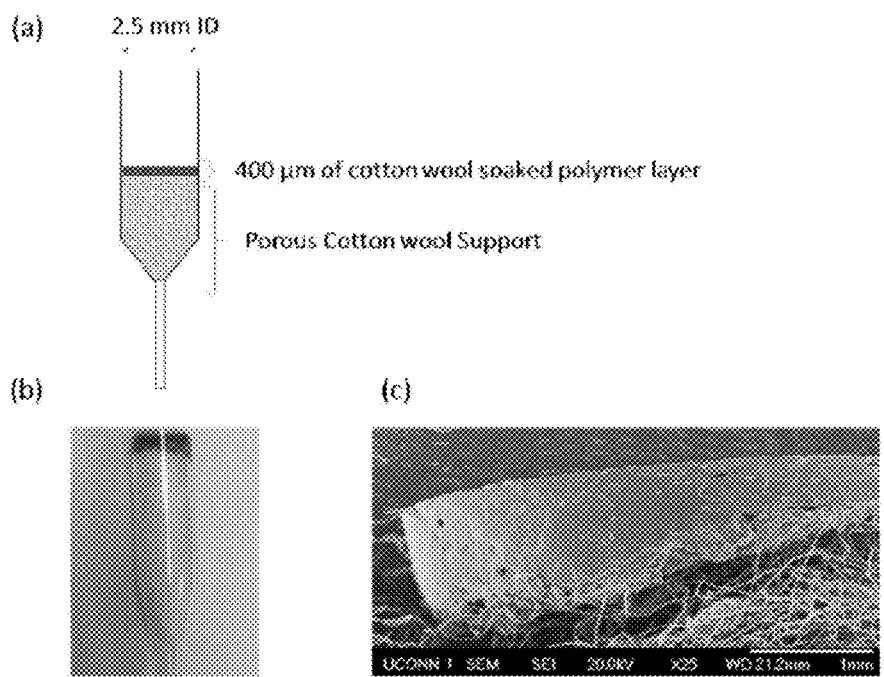 (a)
2.5 mm ID
400 μm of cotton wool soaked polymer layer
Porous Cotton wool Support
(b)
(c)
UCONN SEM SEI 20.0kV X25 WD 21.2mm 1mm